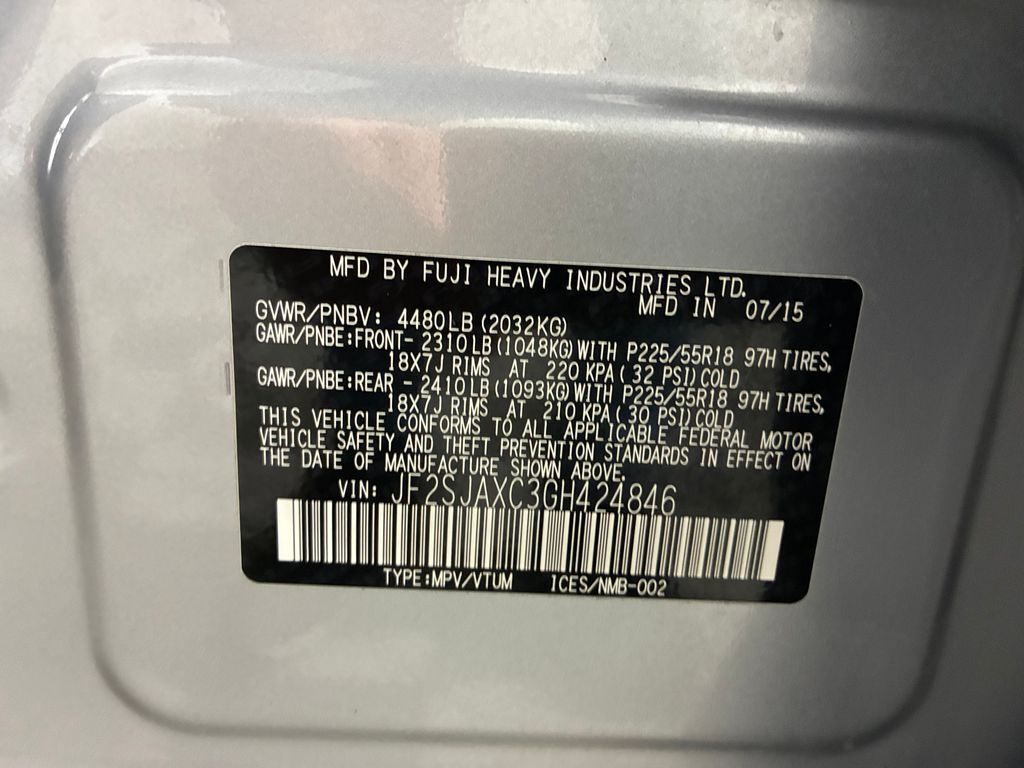 MFD BY FUJI HEAVY INDUSTRIES LTD.
MFD IN 07/15
GVWR/PNBV: 4480LB(2032KG)
GAWR/PNBE:FRONT- 2310LB(1048KG)WITH P225/55R18 97H TIRES,
18X7J RIMS AT 220 KPA( 32 PSI)COLD
GAWR/PNBE:REAR - 2410LB(1093KG)WITH P225/55R18 97H TIRES,
18X7J RIMS AT 210 KPA( 30 PSI)COLD
THIS VEHICLE CONFORMS TO ALL APPLICABLE FEDERAL MOTOR
VEHICLE SAFETY AND THEFT PREVENTION STANDARDS IN EFFECT ON
THE DATE OF MANUFACTURE SHOWN ABOVE.
VIN: JF2SJAXC3GH424846
TYPE:MPV/VTUM ICES/NMB-002